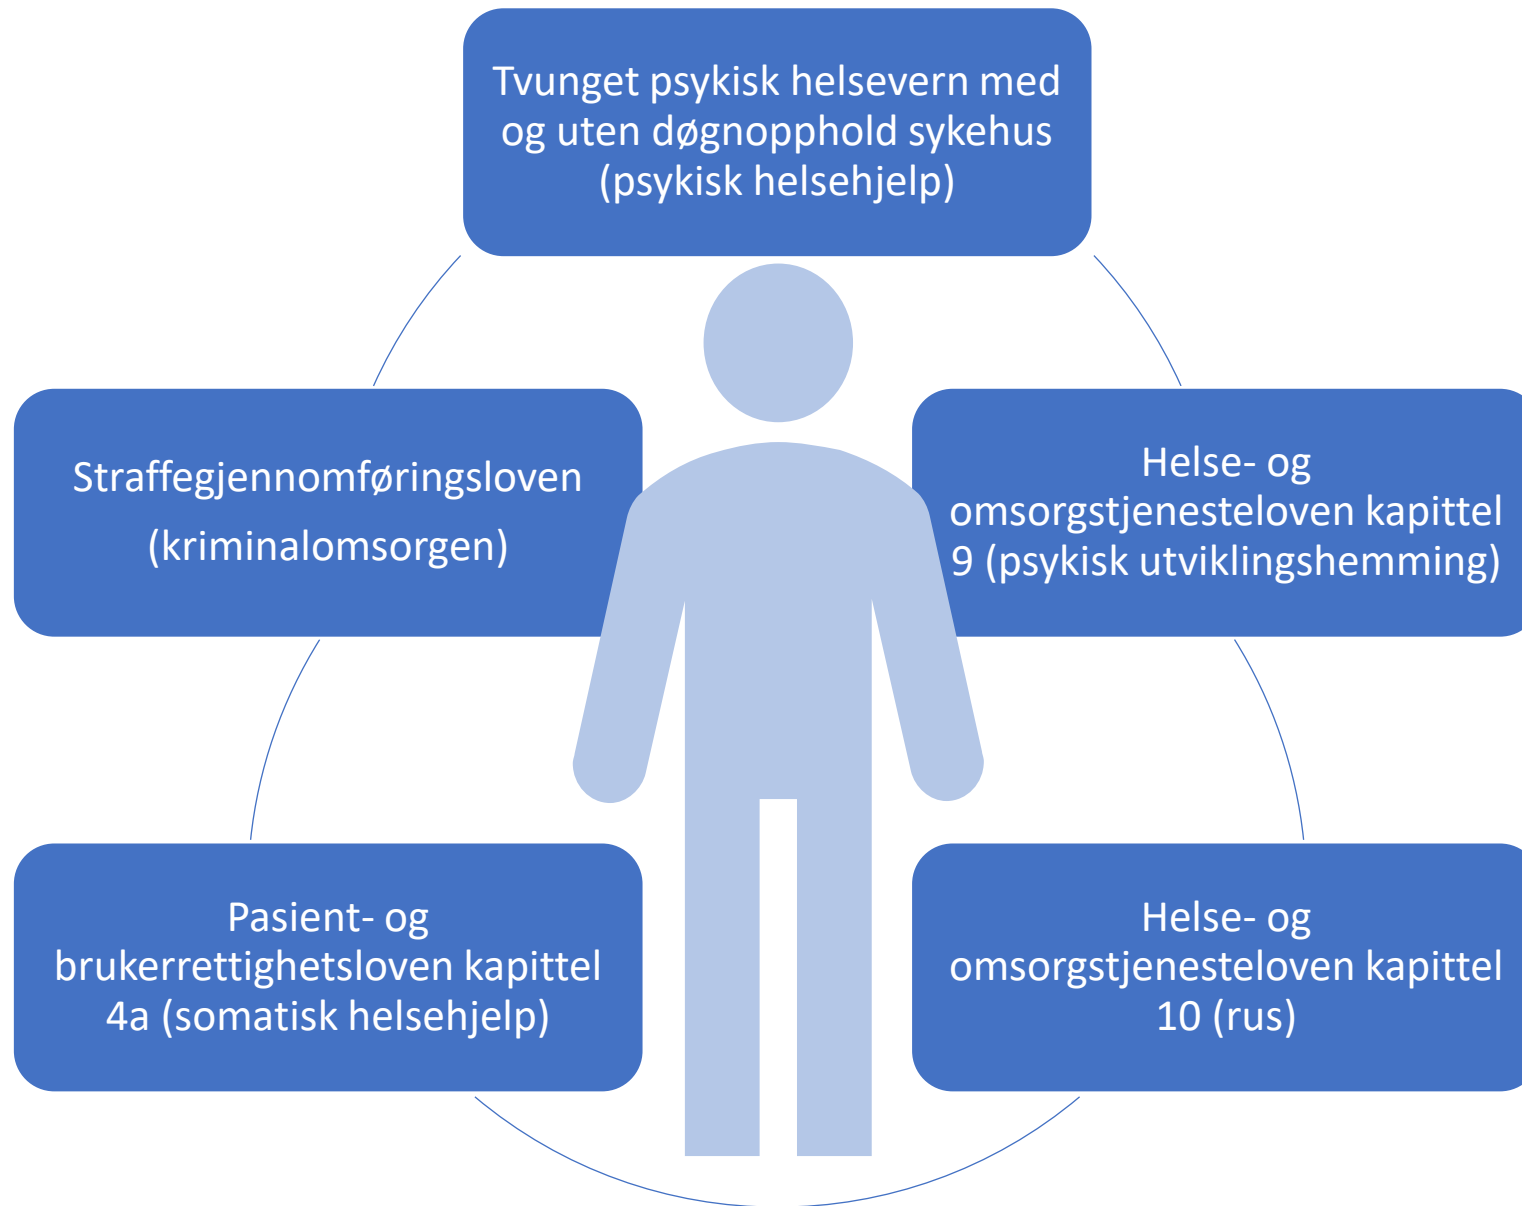 Tvunget psykisk helsevern med
og uten døgnopphold sykehus
(psykisk helsehjelp)
Straffegjennomføringsloven
(kriminalomsorgen)
Helse- og
omsorgstjenesteloven kapittel
9 (psykisk utviklingshemming)
Pasient- og
brukerrettighetsloven kapittel
4a (somatisk helsehjelp)
Helse- og
omsorgstjenesteloven kapittel
10 (rus)